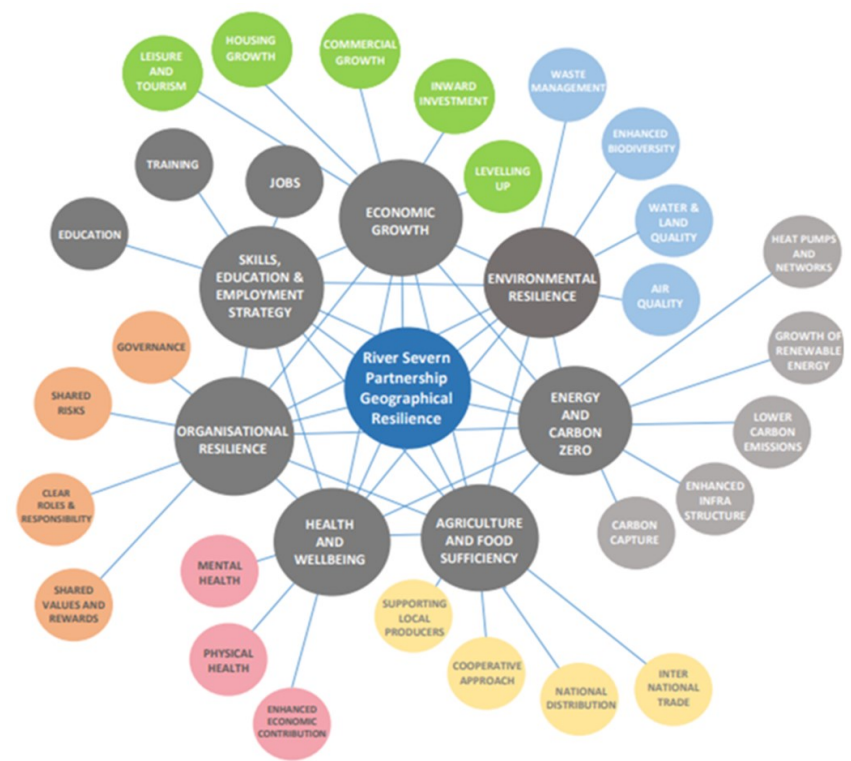 HOUSING
GROWTH
COMMERCIAL
GROWTH
LEISURE
AND
TOURISM
INWARD
INVESTMENT
WASTE
MANAGEMENT
ENHANCED
BIODIVERSITY
TRAINING
JOBS
LEVELLING
UP
ECONOMIC
GROWTH
WATER &
LAND
QUALITY
EDUCATION
HEAT PUMPS
AND
NETWORKS
SKILLS,
EDUCATION &
EMPLOYMENT
STRATEGY
ENVIRONMENTAL
RESILIENCE
AIR
QUALITY
GOVERNANCE
River Severn
Partnership
Geographical
Resilience
GROWTH OF
RENEWABLE
ENERGY
SHARED
RISKS
ORGANISATIONAL
RESILIENCE
ENERGY
AND
CARBON
ZERO
LOWER
CARBON
EMISSIONS
CLEAR
ROLES &
RESPONSIBILITY
ENHANCED
INFRA
STRUCTURE
HEALTH
AND
WELLBEING
AGRICULTURE
AND FOOD
SUFFICIENCY
CARBON
CAPTURE
MENTAL
HEALTH
SHARED
VALUES AND
REWARDS
SUPPORTING
LOCAL
PRODUCERS
PHYSICAL
HEALTH
COOPERATIVE
APPROACH
NATIONAL
DISTRIBUTION
INTER
NATIONAL
TRADE
ENHANCED
ECONOMIC
CONTRIBUTION